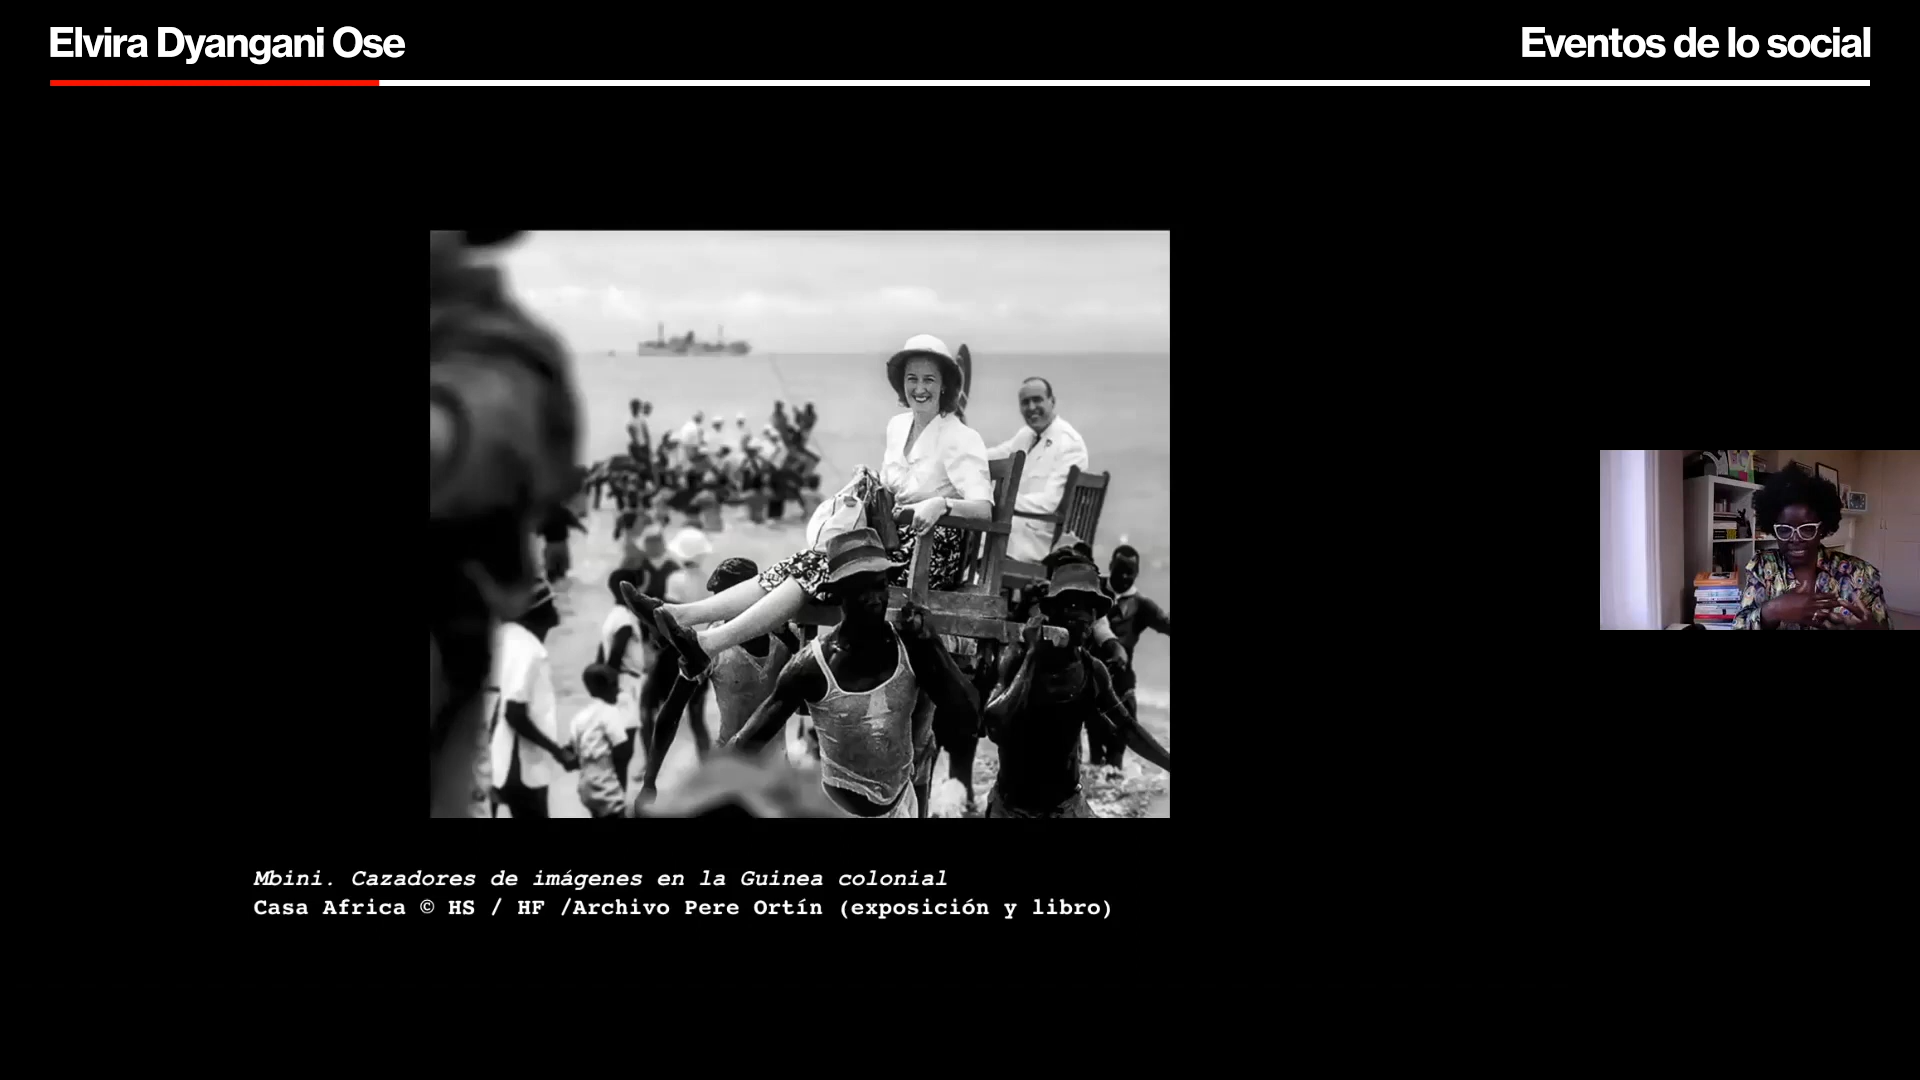 Elvira Dyangani Ose
Eventos de lo social
Mbini. Cazadores de imágenes en la Guinea colonial
Casa Africa © HS / HF /Archivo Pere Ortín (exposición y libro)